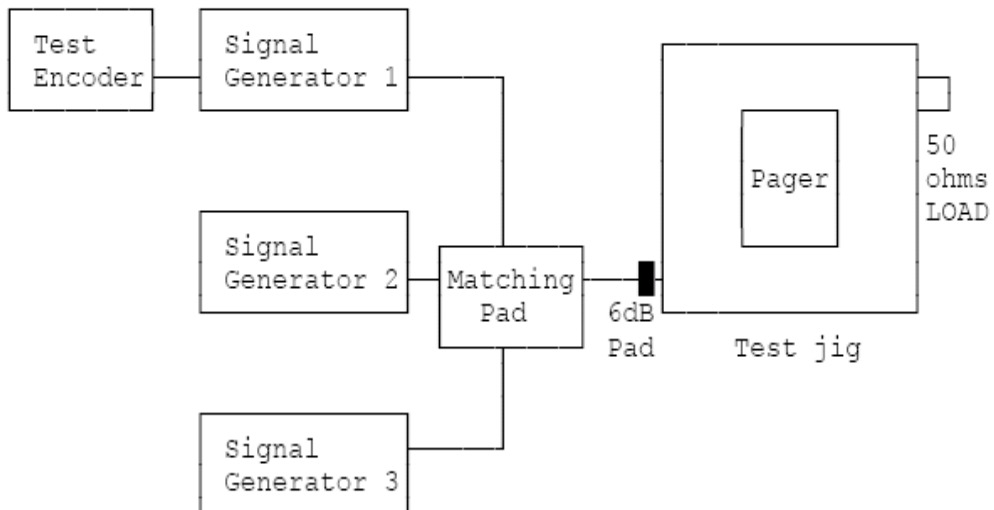 Test
Encoder
Signal
Generator 1
Signal
Generator 2
Signal
Generator 3
Matching
Pad
6dB
Pad
Pager
Test jig
50
ohms
LOAD